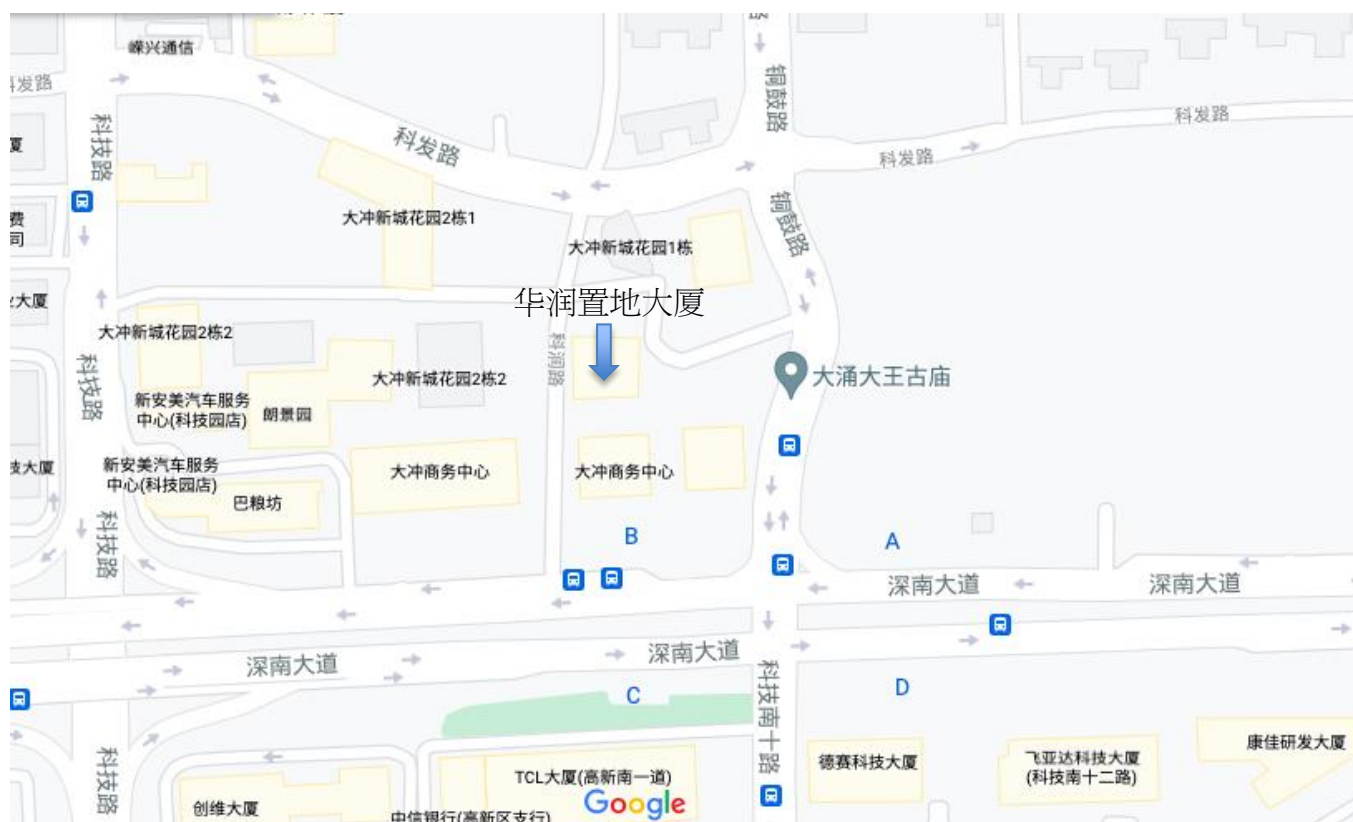 嵘兴通信
科发路
科技路
厦
铜鼓路
科发路
科发路
科发路
费
司
大冲新城花园2栋1
大冲新城花园1栋
铜鼓路
大厦
华润置地大厦
大冲新城花园2栋2
科技路
科润路
大冲新城花园2栋2
大涌大王古庙
新安美汽车服务
中心(科技园店)
朗景园
技大厦
新安美汽车服务
中心(科技园店)
大冲商务中心
大冲商务中心
巴粮坊
科技路
B
A
深南大道
深南大道
深南大道
深南大道
科技南十路
C
D
科技路
德赛科技大厦
飞亚达科技大厦
(科技南十二路)
康佳研发大厦
TCL大厦(高新南一道)
Google
创维大厦
中信银行(高新区支行)